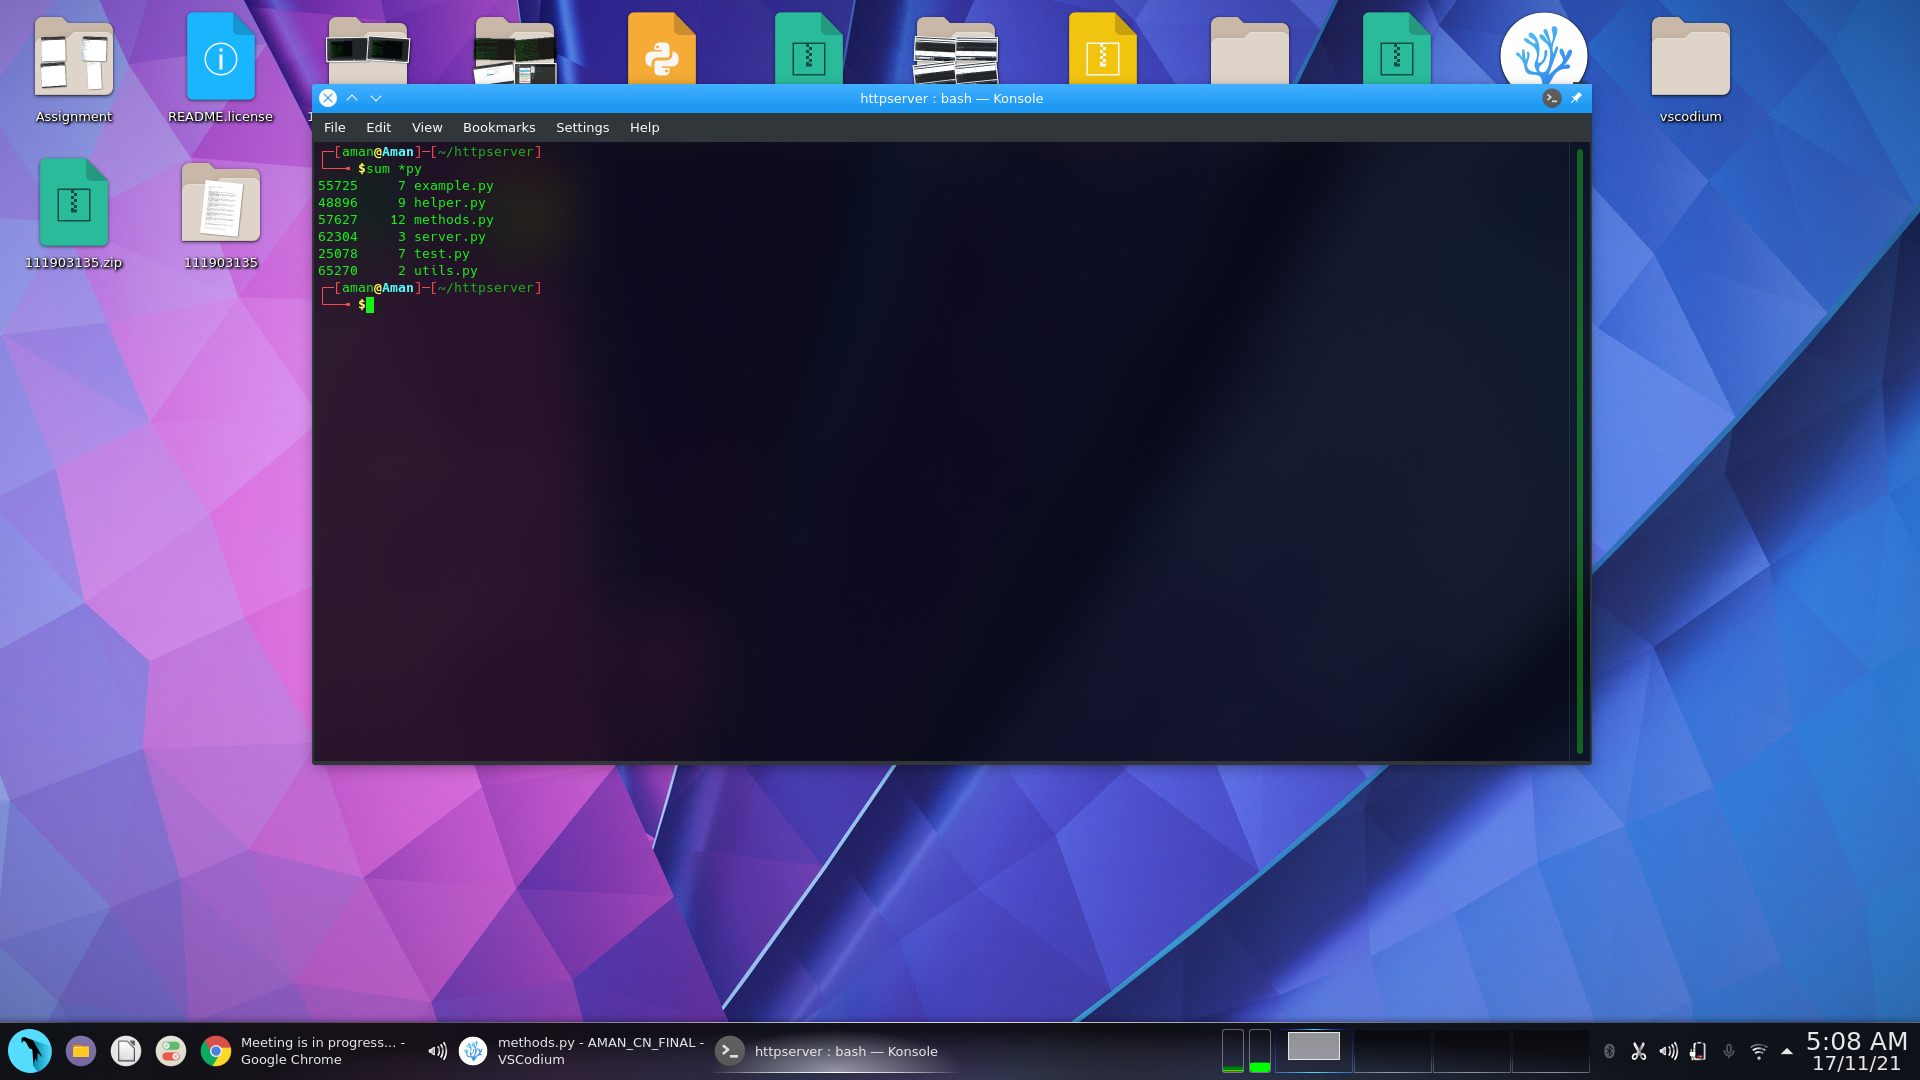 Assignment
README.license
vscodium
111903135.zip
111903135
httpserver : bash — Konsole
File Edit View Bookmarks Settings Help
┌─[aman@Aman]─[~/httpserver]
└──╼ $sum *py
55725     7 example.py
48896     9 helper.py
57627    12 methods.py
62304     3 server.py
25078     7 test.py
65270     2 utils.py
┌─[aman@Aman]─[~/httpserver]
└──╼ $
Meeting is in progress... -
Google Chrome
methods.py - AMAN_CN_FINAL -
VSCodium
httpserver : bash — Konsole
5:08 AM
17/11/21